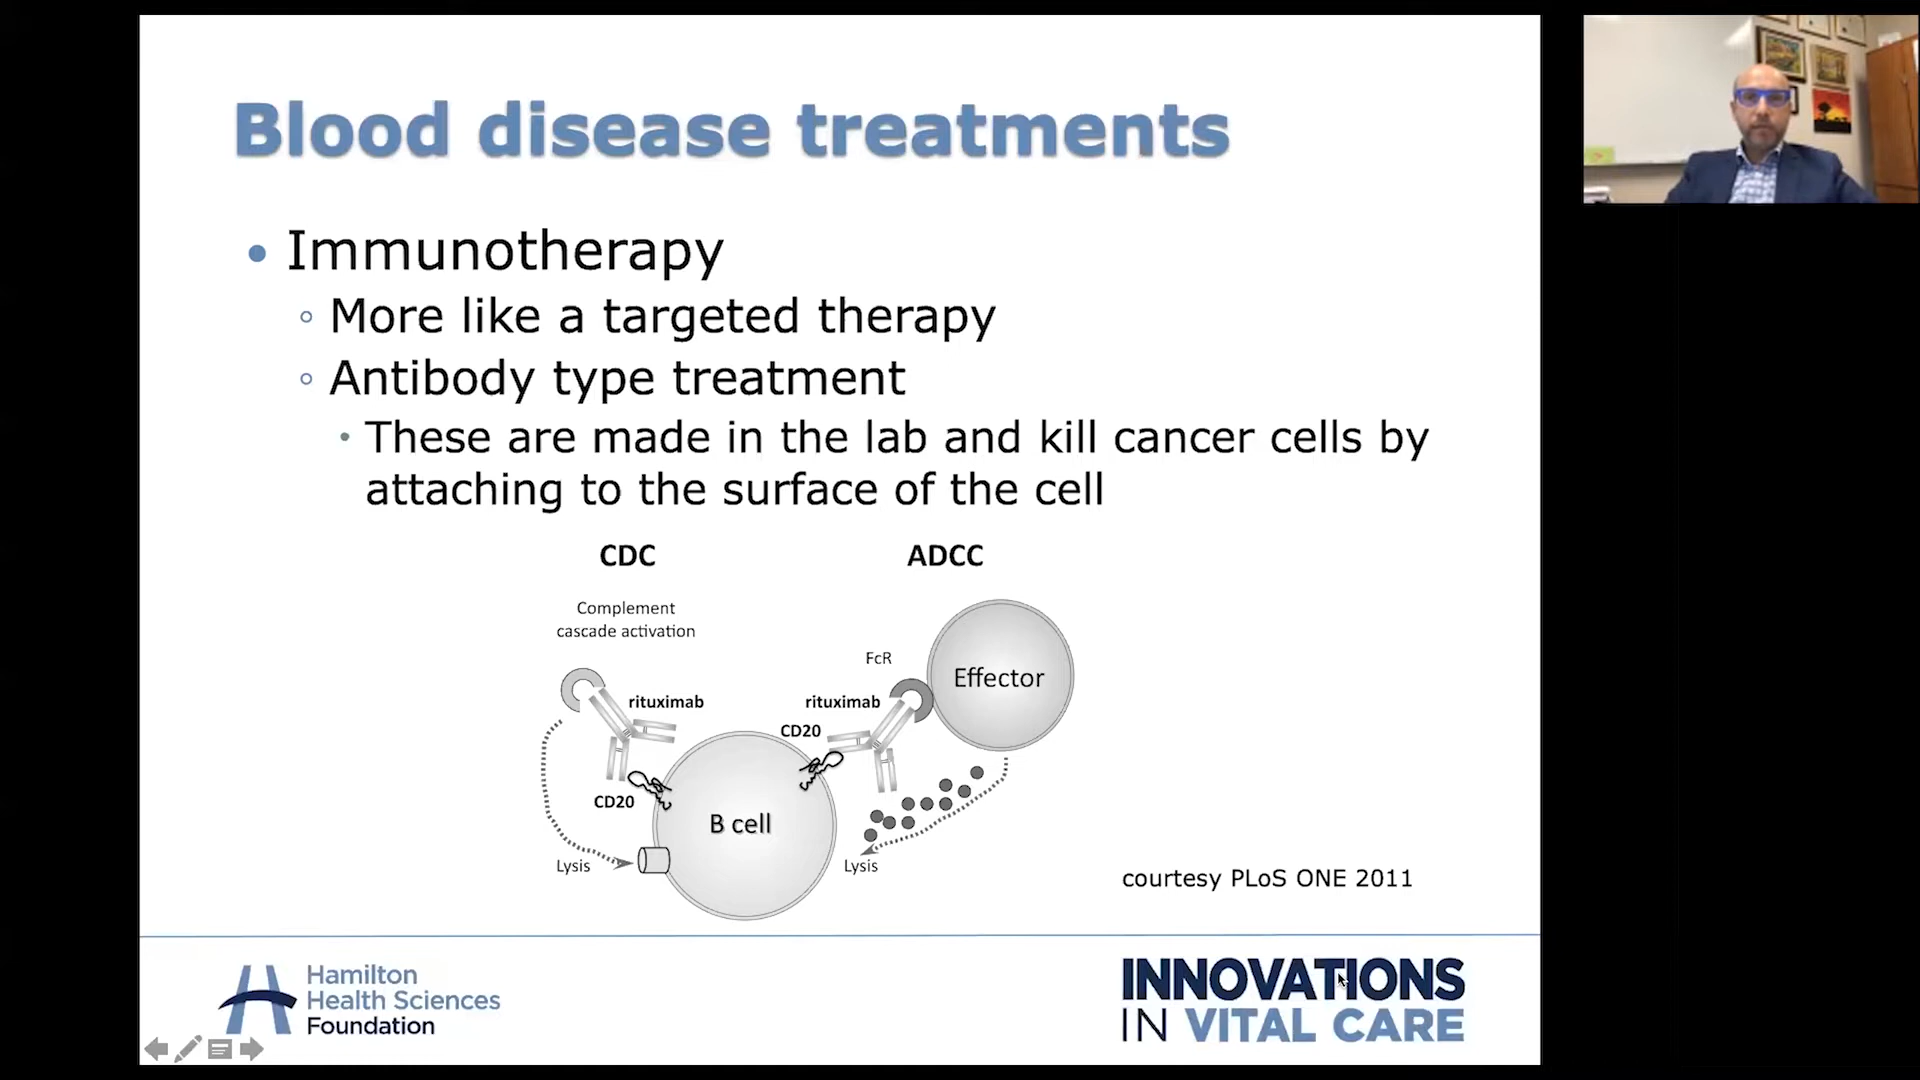 Blood disease treatments
Immunotherapy
More like a targeted therapy
Antibody type treatment
These are made in the lab and kill cancer cells by
attaching to the surface of the cell
CDC
ADCC
Complement
cascade activation
FcR
Effector
rituximab
rituximab
CD20
CD20
B cell
Lysis
Lysis
courtesy PLoS ONE 2011
Hamilton
Health Sciences
Foundation
INNOVATIONS
IN VITAL CARE